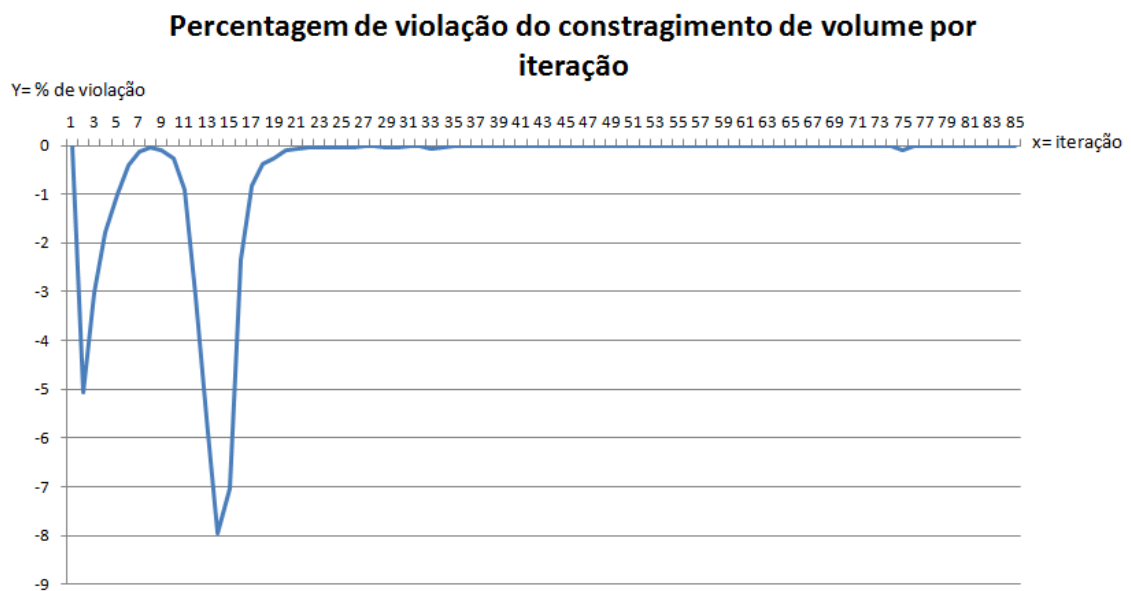 Percentagem de violação do constragimento de volume por
iteração
Y= % de violação
1 3 5 7 9 11 13 15 17 19 21 23 25 27 29 31 33 35 37 39 41 43 45 47 49 51 53 55 57 59 61 63 65 67 69 71 73 75 77 79 81 83 85
0
x= iteração
-1
-2
-3
-4
-5
-6
-7
-8
-9